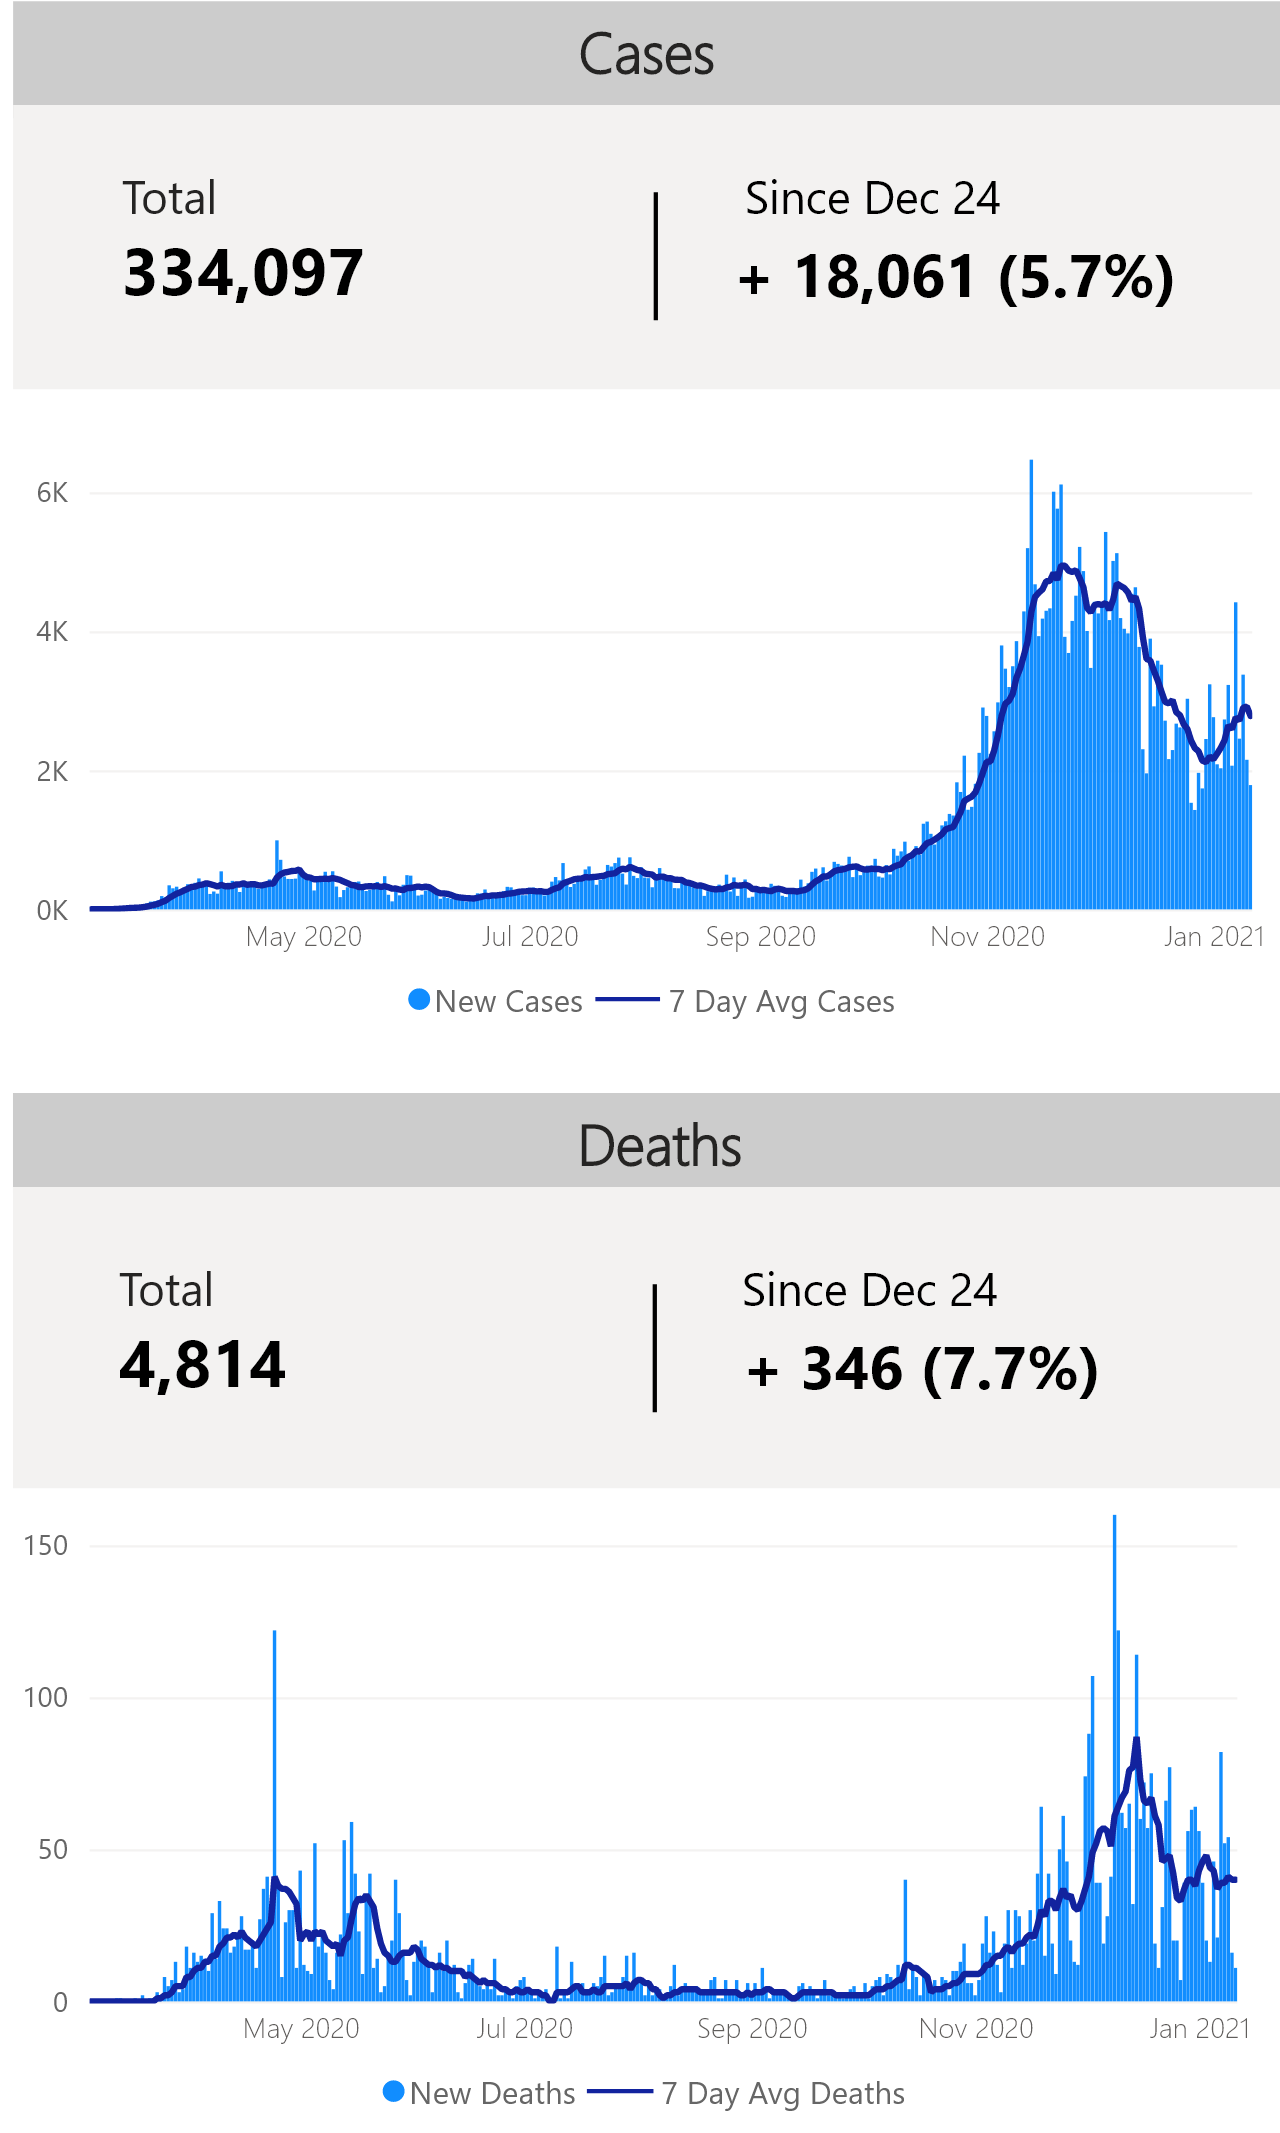 Cases
Total
Since Dec 24
334,097
+ 18,061 (5.7%)
6K
4K
2K
0K
May 2020
Jul 2020
Sep 2020
Nov 2020
Jan 2021
New Cases
7 Day Avg Cases
Deaths
Total
Since Dec 24
4,814
+ 346 (7.7%)
150
100
50
0
May 2020
Jul 2020
Sep 2020
Nov 2020
Jan 2021
New Deaths
7 Day Avg Deaths